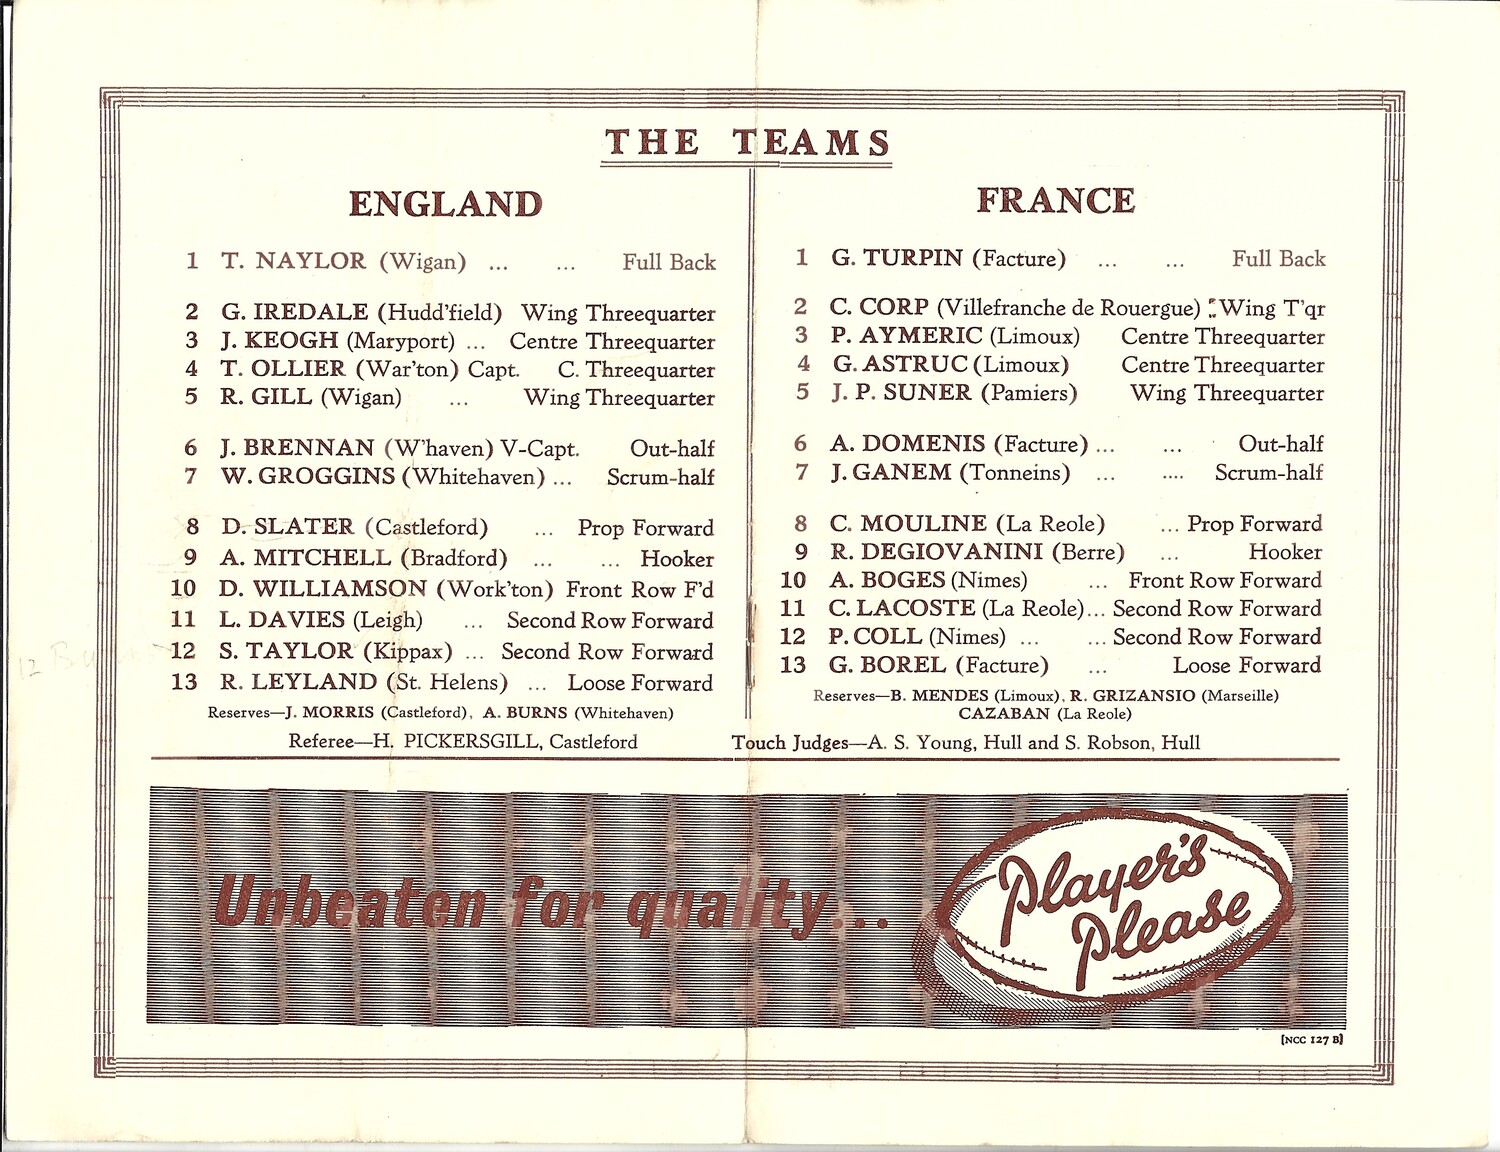 THE TEAMS
ENGLAND
1 T. NAYLOR (Wigan) ... ... Full Back
2 G. IREDALE (Hudd'field) Wing Threequarter
3 J. KEOGH (Maryport) ... Centre Threequarter
4 T. OLLIER (War'ton) Capt. C. Threequarter
5 R. GILL (Wigan) ... Wing Threequarter
6 J. BRENNAN (W'haven) V-Capt. Out-half
7 W. GROGGINS (Whitehaven) ... Scrum-half
8 D. SLATER (Castleford) ... Prop Forward
9 A. MITCHELL (Bradford) ... ... Hooker
10 D. WILLIAMSON (Work'ton) Front Row F'd
11 L. DAVIES (Leigh) ... Second Row Forward
12 S. TAYLOR (Kippax) ... Second Row Forward
13 R. LEYLAND (St. Helens) ... Loose Forward
Reserves—J. MORRIS (Castleford), A. BURNS (Whitehaven)
FRANCE
1 G. TURPIN (Facture) ... ... Full Back
2 C. CORP (Villefranche de Rouergue) Wing T'qr
3 P. AYMERIC (Limoux) Centre Threequarter
4 G. ASTRUC (Limoux) Centre Threequarter
5 J. P. SUNER (Pamiers) Wing Threequarter
6 A. DOMENIS (Facture) ... ... Out-half
7 J. GANEM (Tonneins) ... .... Scrum-half
8 C. MOULINE (La Reole) ... Prop Forward
9 R. DEGIOVANINI (Berre) ... Hooker
10 A. BOGES (Nimes) ... Front Row Forward
11 C. LACOSTE (La Reole) ... Second Row Forward
12 P. COLL (Nimes) ... ... Second Row Forward
13 G. BOREL (Facture) ... Loose Forward
Reserves—B. MENDES (Limoux), R. GRIZANSIO (Marseille)
CAZABAN (La Reole)
Referee—H. PICKERSGILL, Castleford Touch Judges—A. S. Young, Hull and S. Robson, Hull
12
Unbeaten for quality...
Player's
Please
[NCC 127 B]